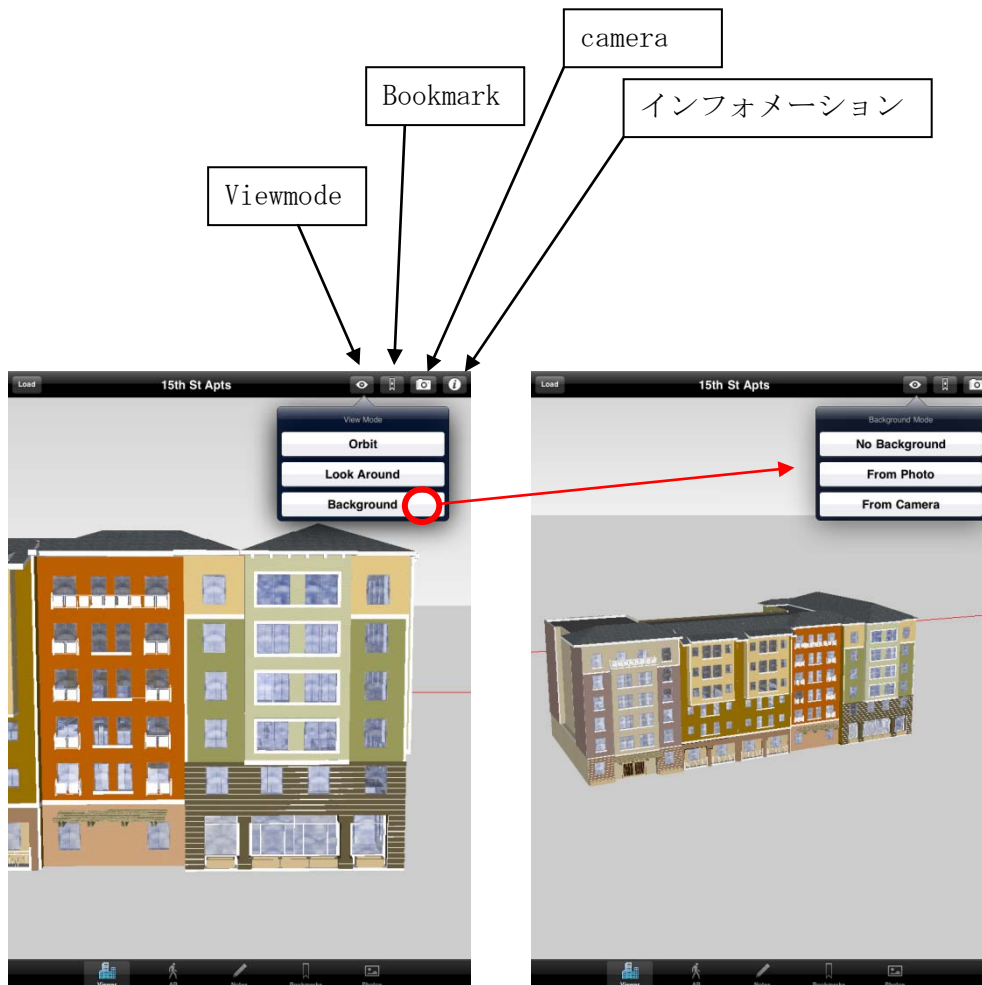 camera
Bookmark
インフォメーション
Viewmode
Load
15th St Apts
View Mode
Orbit
Look Around
Background
Viewer
AR
Notes
Bookmarks
Photos
Load
15th St Apts
Background Mode
No Background
From Photo
From Camera
Viewer
AR
Notes
Bookmarks
Photos